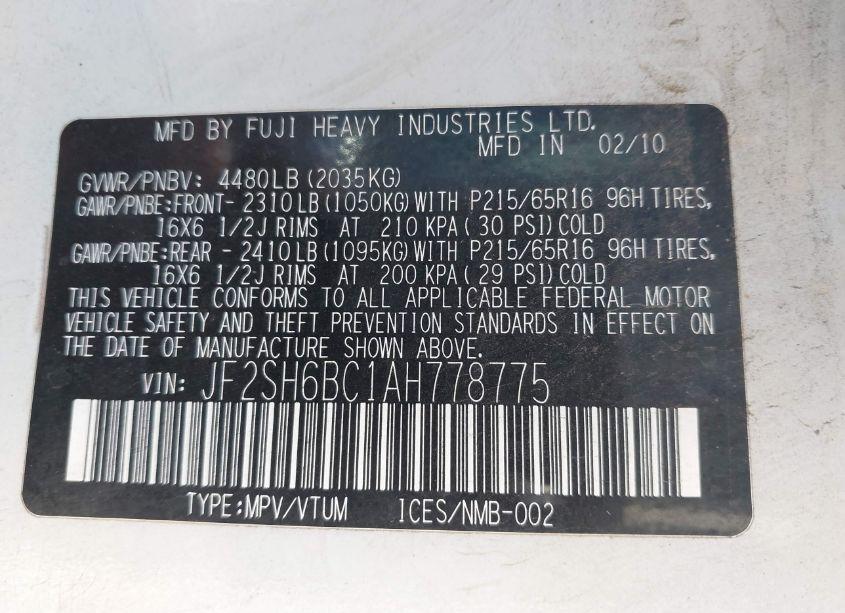 MFD BY FUJI HEAVY INDUSTRIES LTD.
MFD IN 02/10
GVWR/PNBV: 4480LB (2035KG)
GAWR/PNBE:FRONT- 2310LB (1050KG) WITH P215/65R16 96H TIRES,
16X6 1/2J RIMS AT 210 KPA ( 30 PSI) COLD
GAWR/PNBE:REAR - 2410LB (1095KG) WITH P215/65R16 96H TIRES,
16X6 1/2J RIMS AT 200 KPA ( 29 PSI) COLD
THIS VEHICLE CONFORMS TO ALL APPLICABLE FEDERAL MOTOR
VEHICLE SAFETY AND THEFT PREVENTION STANDARDS IN EFFECT ON
THE DATE OF MANUFACTURE SHOWN ABOVE.
VIN: JF2SH6BC1AH778775
TYPE:MPV/VTUM ICES/NMB-002